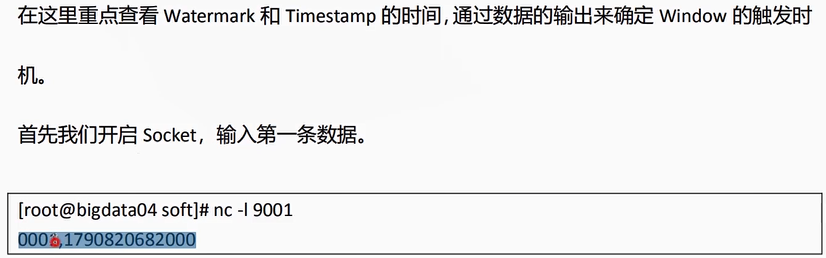 在这里重点查看 Watermark 和 Timestamp 的时间，通过数据的输出来确定 Window 的触发时
机。
首先我们开启 Socket，输入第一条数据。
[root@bigdata04 soft]# nc -l 9001
,1790820682000